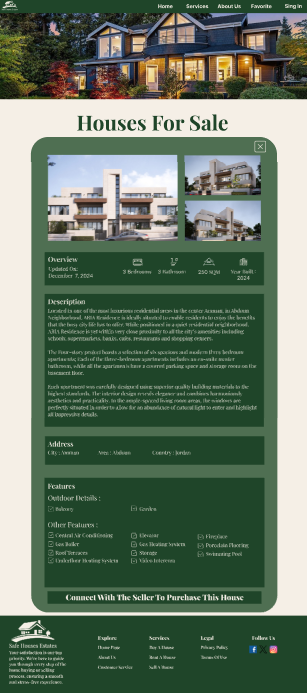 Home Services About Us Favorite Sing In
Houses For Sale
Overview
Updated On:
December 7, 2024
3 Bedrooms
3 Bathroom
250 SQM
Year Built :
2024
Description
Located in one of the most luxurious residential areas in the center Amman, in Abdoun
Neighborhood. ABIA Residence is ideally situated to enable residents to enjoy the benefits
that the busy city life has to offer. While positioned in a quiet residential neighborhood,
Residence is yet within very close proximity to all the city's amenities including
schools, supermarkets, banks, cafes, restaurants and shopping centers.
The Four-story project boasts a selection of six spacious and modern three bedroom
apartments; Each of the three-bedroom apartments includes an en-suite master
bathroom, while all the apartments have a covered parking space and storage room on the
basement floor.
Each apartment was carefully designed using superior quality building materials to the
highest standards. The interior design reveals elegance and combines harmoniously
aesthetics and practicality. In the ample-spaced living room areas, the windows are
perfectly situated in order to allow for an abundance of natural light to enter and highlight
all impressive details.
Address
City : Amman Area : Abdoun Country : Jordan
Features
Outdoor Details :
Balcony Garden
Other Features :
Central Air Conditioning Elevator Fireplace
Gas Boiler Gas Heating System Porcelain Flooring
Roof Terraces Storage Swimming Pool
Underfloor Heating System Video Intercom
Connect With The Seller To Purchase This House
Safe Houses Estates
Your satisfaction is our top
priority. We're here to guide
you through every step of the
home buying or selling
process, ensuring a smooth
and stress-free experience.
Explore
Home Page
About Us
Customer Service
Services
Buy A House
Rent A House
Sell A House
Legal
Privacy Policy
Terms Of Use
Follow Us